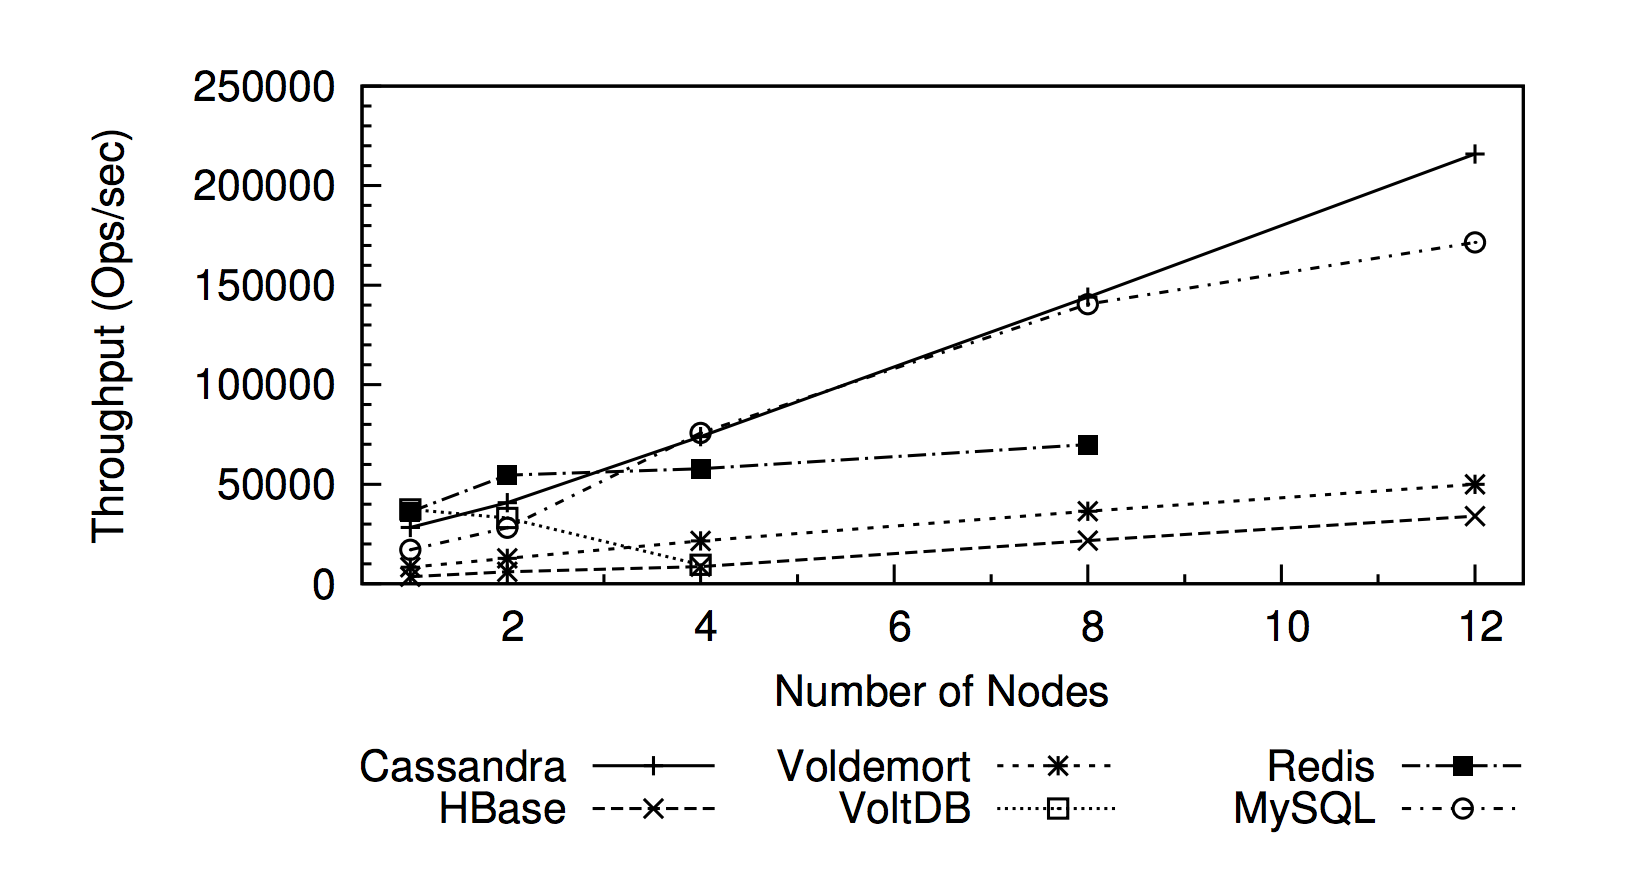 250000
200000
150000
100000
50000
0
Throughput (Ops/sec)
2 4 6 8 10 12
Number of Nodes
Cassandra Voldemort Redis
HBase VoltDB MySQL